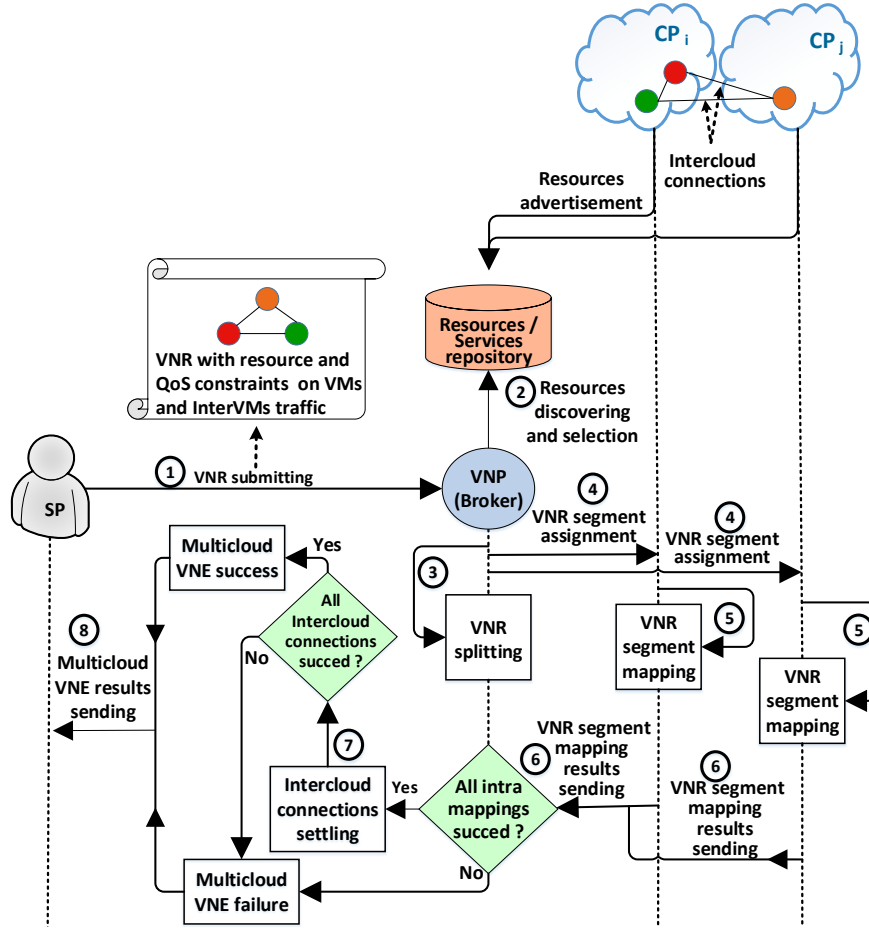 CP i
CP j
Intercloud
connections
Resources
advertisement
Resources /
Services
repository
VNR with resource and
QoS constraints on VMs
and InterVMs traffic
2 Resources
discovering
and selection
1 VNR submitting
SP
VNP
(Broker)
4
VNR segment
assignment
4
VNR segment
assignment
3
VNR
splitting
5
VNR
segment
mapping
5
VNR
segment
mapping
Multicloud
VNE success
Yes
All
Intercloud
connections
succed ?
No
8
Multicloud
VNE results
sending
7
Intercloud
connections
settling
Yes
6
VNR segment
mapping
results
sending
All intra
mappings
succed ?
No
6
VNR segment
mapping
results
sending
Multicloud
VNE failure